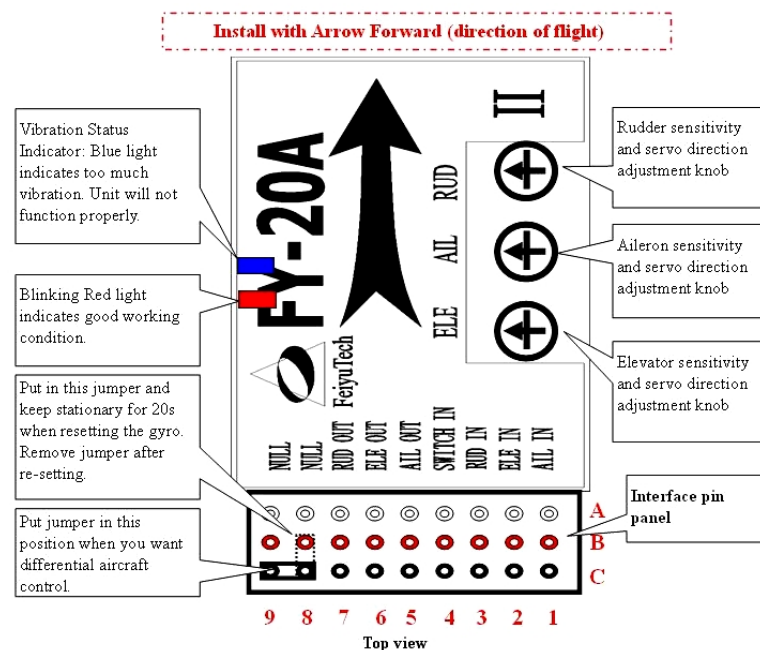 Install with Arrow Forward (direction of flight)
Vibration Status
Indicator: Blue light
indicates too much
vibration. Unit will not
function properly.
Blinking Red light
indicates good working
condition.
Put in this jumper and
keep stationary for 20s
when resetting the gyro.
Remove jumper after
re-setting.
Put jumper in this
position when you want
differential aircraft
control.
FY-20A
II
RUD
AIL
ELE
FeiyuTech
Rudder sensitivity
and servo direction
adjustment knob
Aileron sensitivity
and servo direction
adjustment knob
Elevator sensitivity
and servo direction
adjustment knob
NULL
NULL
RUD OUT
ELE OUT
AIL OUT
SWITCH IN
RUD IN
ELE IN
AIL IN
Interface pin
panel
A
B
C
9 8 7 6 5 4 3 2 1
Top view